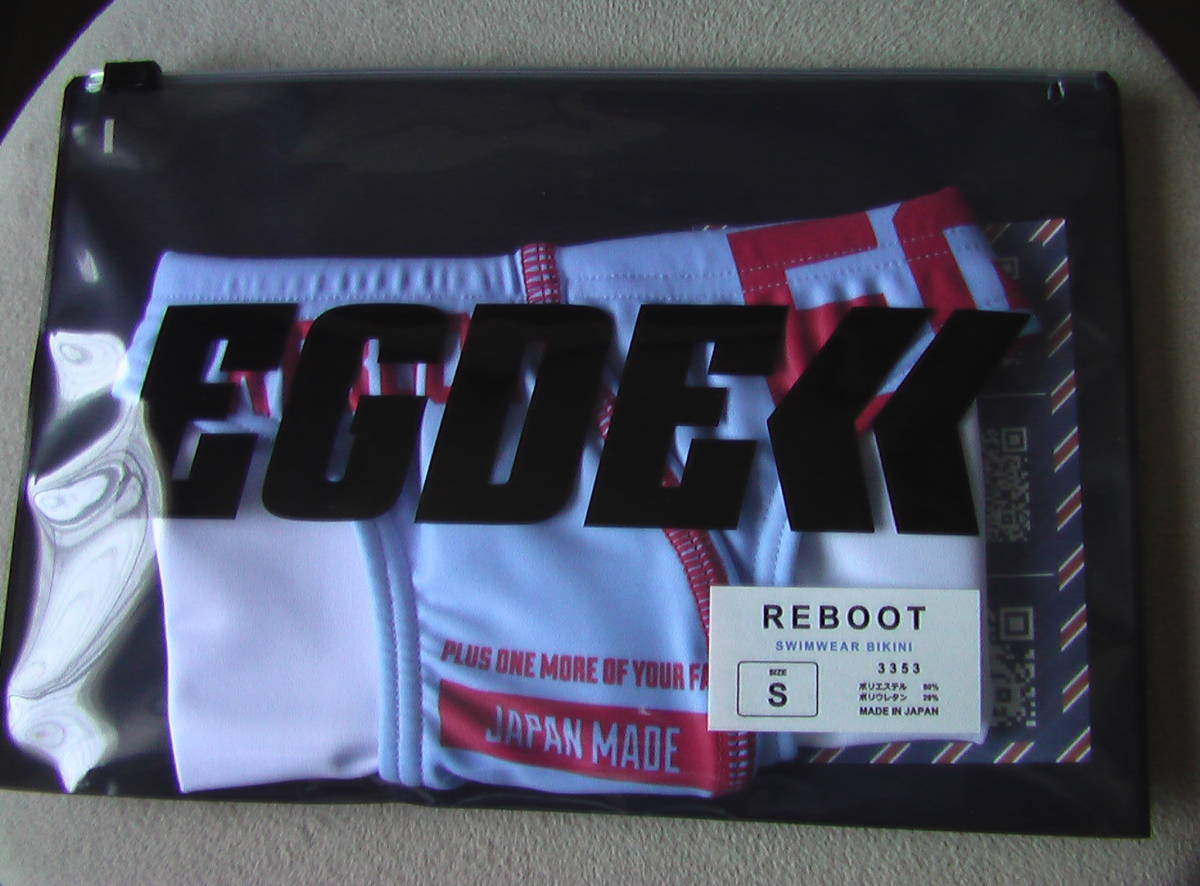 EGDE
PLUS ONE MORE OF YOUR FA
JAPAN MADE
REBOOT
SWIMWEAR BIKINI
3353
SIZE
S
ポリエステル 80%
ポリウレタン 20%
MADE IN JAPAN